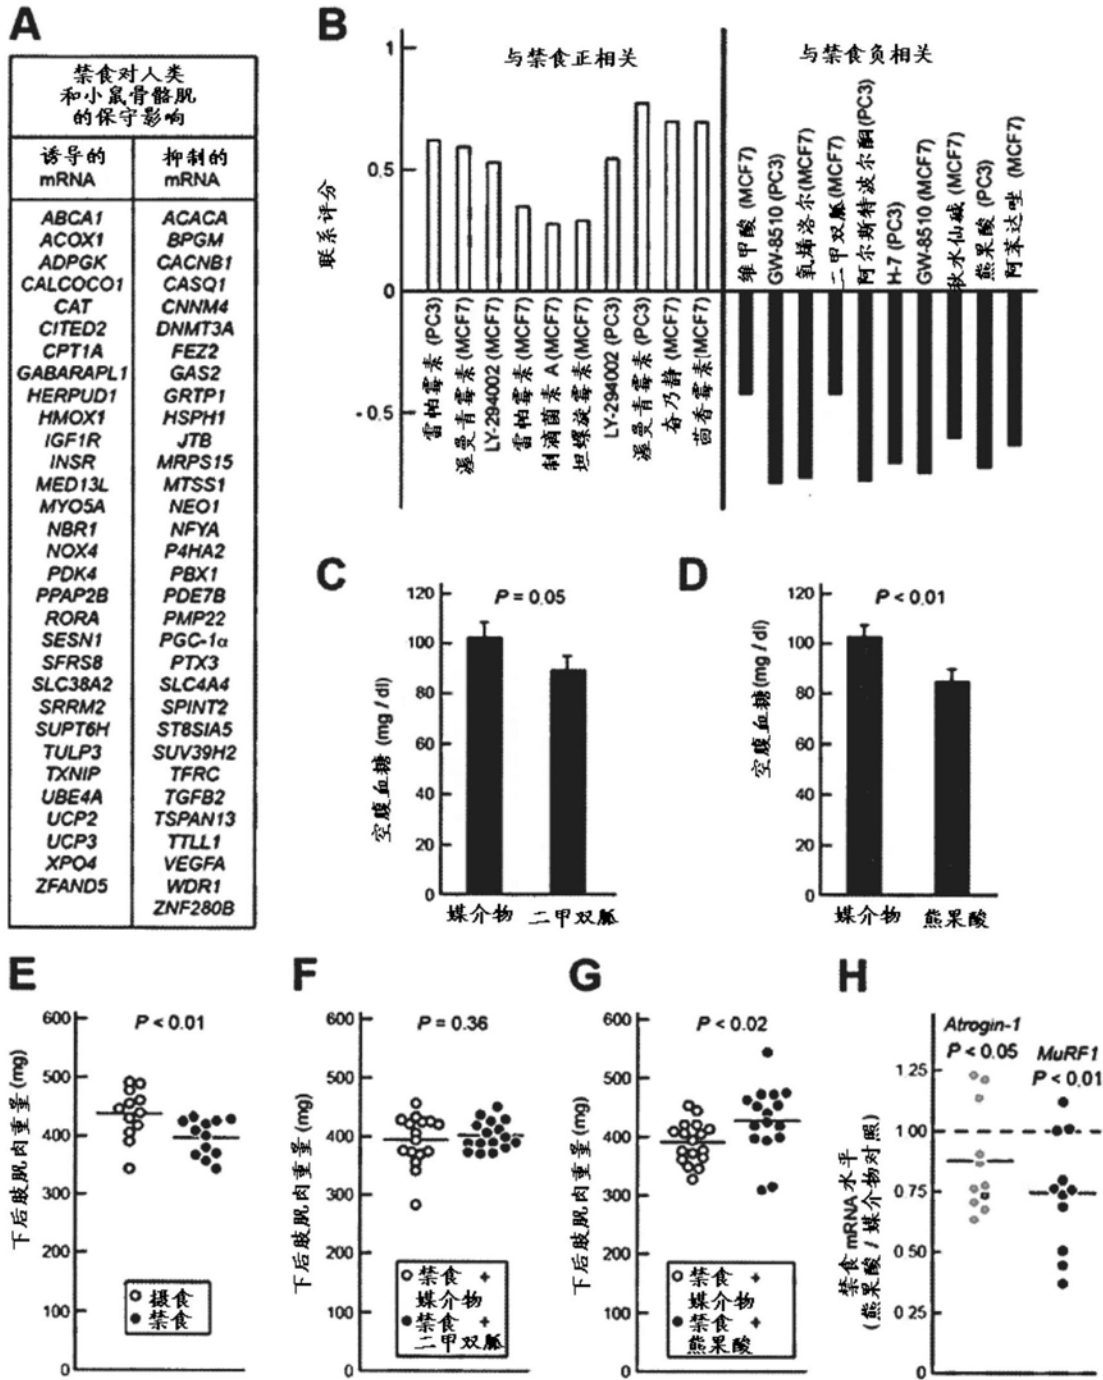 A
禁食对人类
和小鼠骨骼肌
的保守影响
诱导的
mRNA
抑制的
mRNA
ABCA1 ACACA
ACOX1 BPGM
ADPGK CACNB1
CALCOCO1 CASQ1
CAT CNNM4
CITED2 DNMT3A
CPT1A FEZ2
GABARAPL1 GAS2
HERPUD1 GRTP1
HMOX1 HSPH1
IGF1R JTB
INSR MRPS15
MED13L MTSS1
MYO5A NEO1
NBR1 NFYA
NOX4 P4HA2
PDK4 PBX1
PPAP2B PDE7B
RORA PMP22
SESN1 PGC-1α
SFRS8 PTX3
SLC38A2 SLC4A4
SRRM2 SPINT2
SUPT6H ST8SIA5
TULP3 SUV39H2
TXNIP TFRC
UBE4A TGFB2
UCP2 TSPAN13
UCP3 TTLL1
XPO4 VEGFA
ZFAND5 WDR1
ZNF280B
B
与禁食正相关
与禁食负相关
联系评分
1
0.5
0
-0.5
雷帕霉素 (PC3)
渥曼青霉素 (MCF7)
LY-294002 (MCF7)
雷帕霉素 (MCF7)
制滴菌素 A (MCF7)
坦螺旋霉素 (MCF7)
LY-294002 (PC3)
渥曼青霉素 (PC3)
奋乃静 (MCF7)
茴香霉素 (MCF7)
维甲酸 (MCF7)
GW-8510 (PC3)
氧烯洛尔 (MCF7)
二甲双胍 (MCF7)
阿尔斯特波尔酮 (PC3)
H-7 (PC3)
GW-8510 (MCF7)
秋水仙碱 (MCF7)
熊果酸 (PC3)
阿苯达唑 (MCF7)
C
P = 0.05
空腹血糖 (mg / dl)
120
100
80
60
40
20
0
媒介物 二甲双胍
D
P < 0.01
空腹血糖 (mg / dl)
120
100
80
60
40
20
0
媒介物 熊果酸
E
P < 0.01
下后肢肌肉重量 (mg)
600
500
400
300
200
100
0
摄食
禁食
F
P = 0.36
下后肢肌肉重量 (mg)
600
500
400
300
200
100
0
禁食 +
媒介物
禁食 +
二甲双胍
G
P < 0.02
下后肢肌肉重量 (mg)
600
500
400
300
200
100
0
禁食 +
媒介物
禁食 +
熊果酸
H
Atrogin-1
P < 0.05
MuRF1
P < 0.01
禁食 mRNA 水平
(熊果酸 / 媒介物对照)
1.25
1.00
0.75
0.50
0.25
0